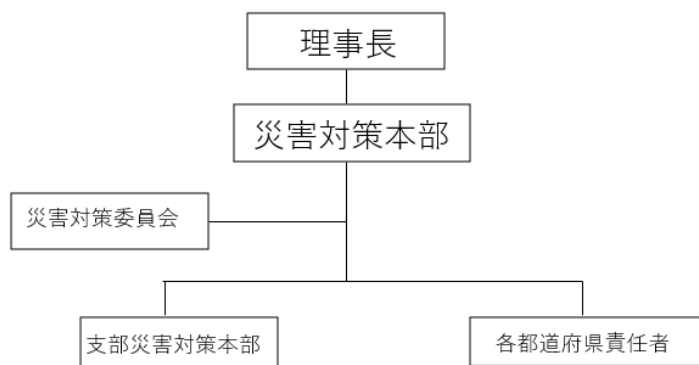 理事長
災害対策本部
災害対策委員会
支部災害対策本部
各都道府県責任者